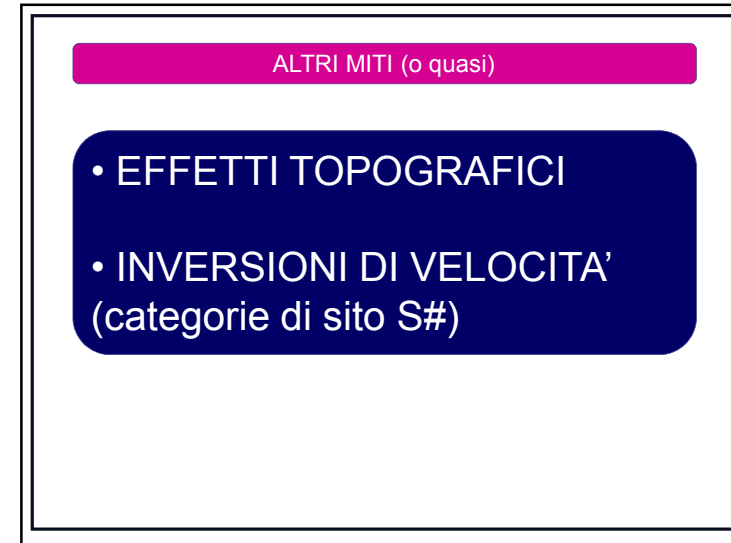 ALTRI MITI (o quasi)
• EFFETTI TOPOGRAFICI
• INVERSIONI DI VELOCITA’
(categorie di sito S#)